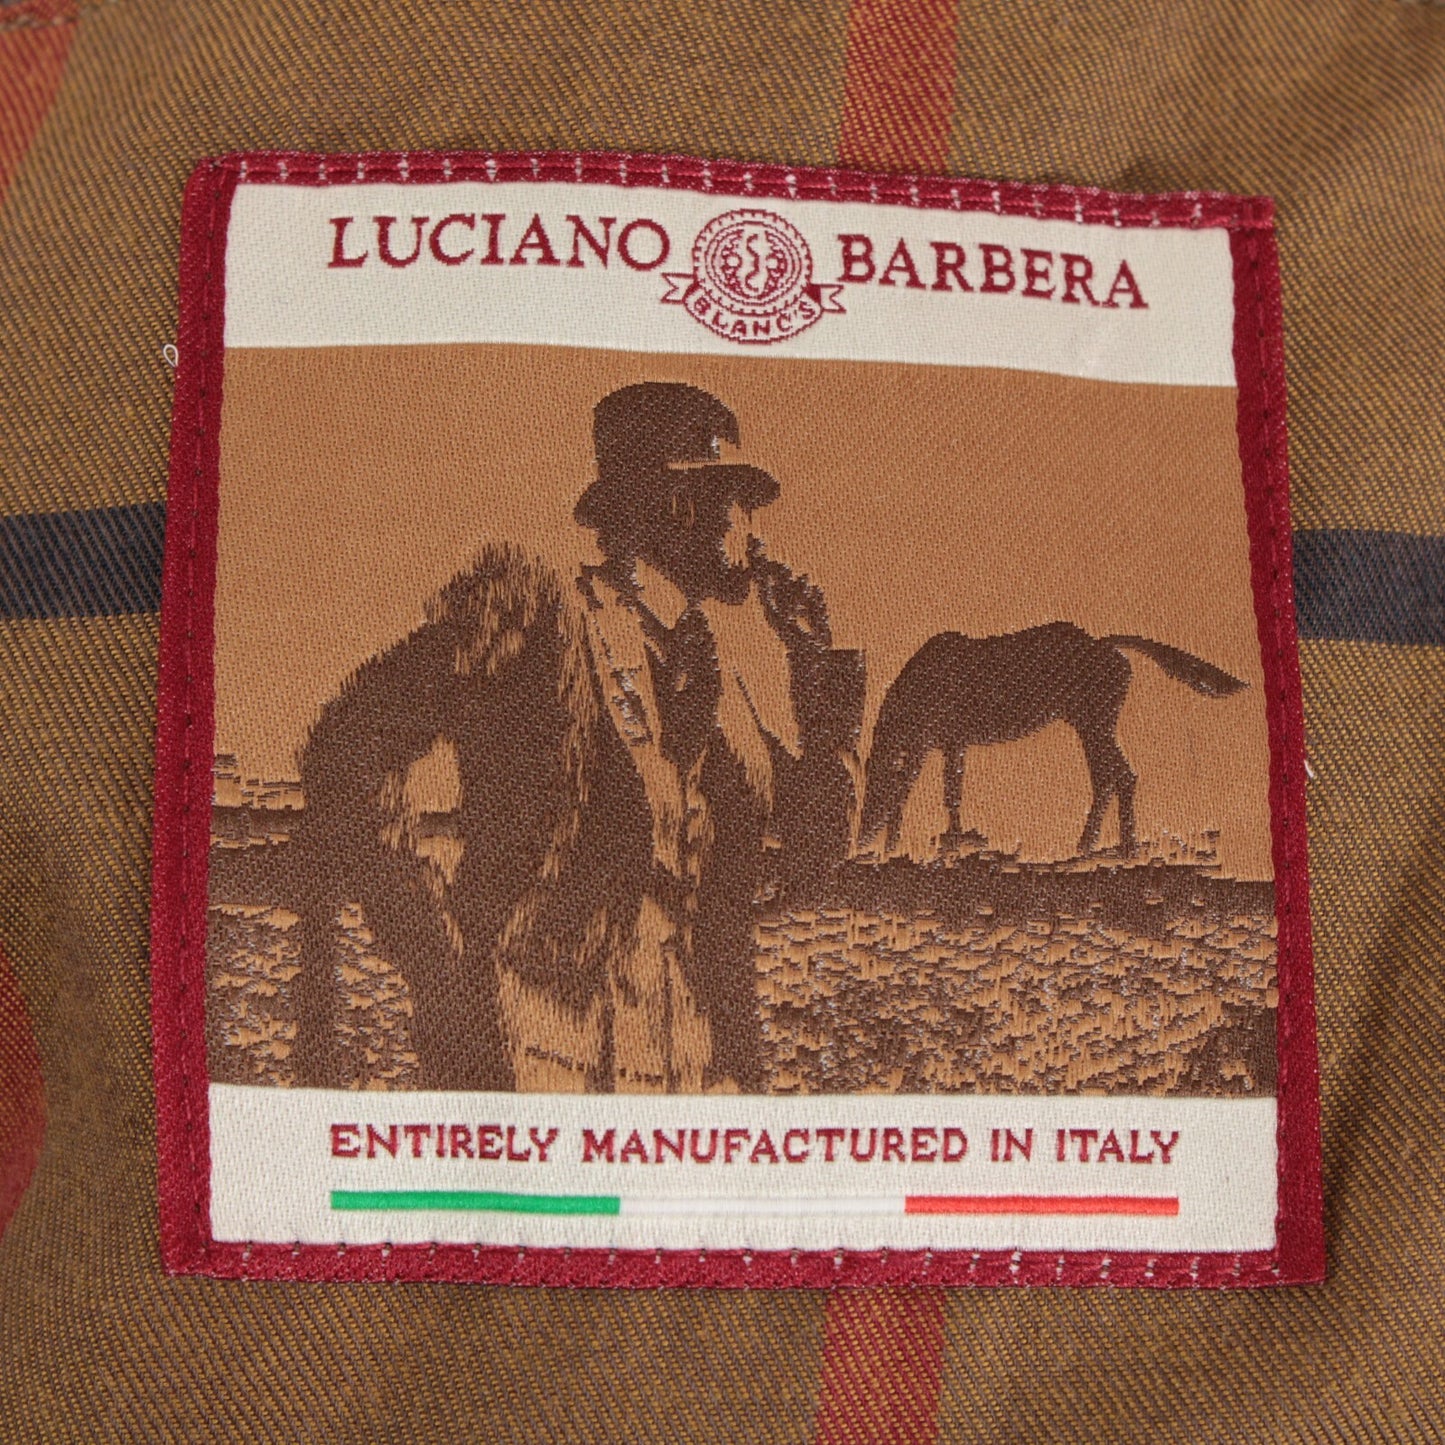 LUCIANO BARBERA
BLANC'S
ENTIRELY MANUFACTURED IN ITALY